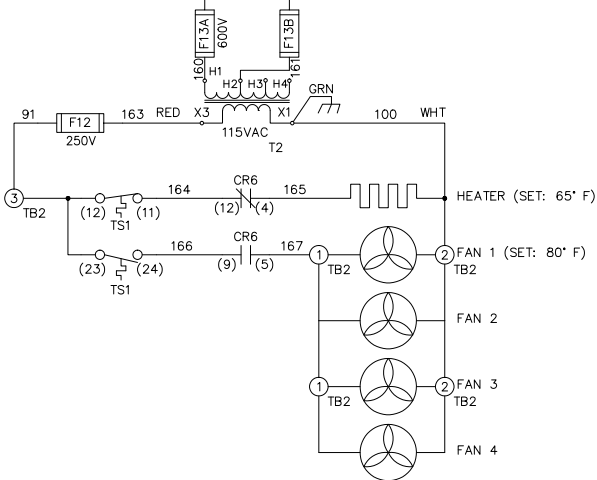 F13A
600V
F13B
160
161
H1
H2
H3
H4
GRN
91
F12
163
RED
X3
X1
100
WHT
250V
115VAC
T2
3
TB2
164
CR6
165
HEATER (SET: 65° F)
(12)
(11)
(12)
(4)
TS1
166
CR6
167
1
2
FAN 1 (SET: 80° F)
(23)
(24)
(9)
(5)
TB2
TB2
TS1
FAN 2
1
2
FAN 3
TB2
TB2
FAN 4